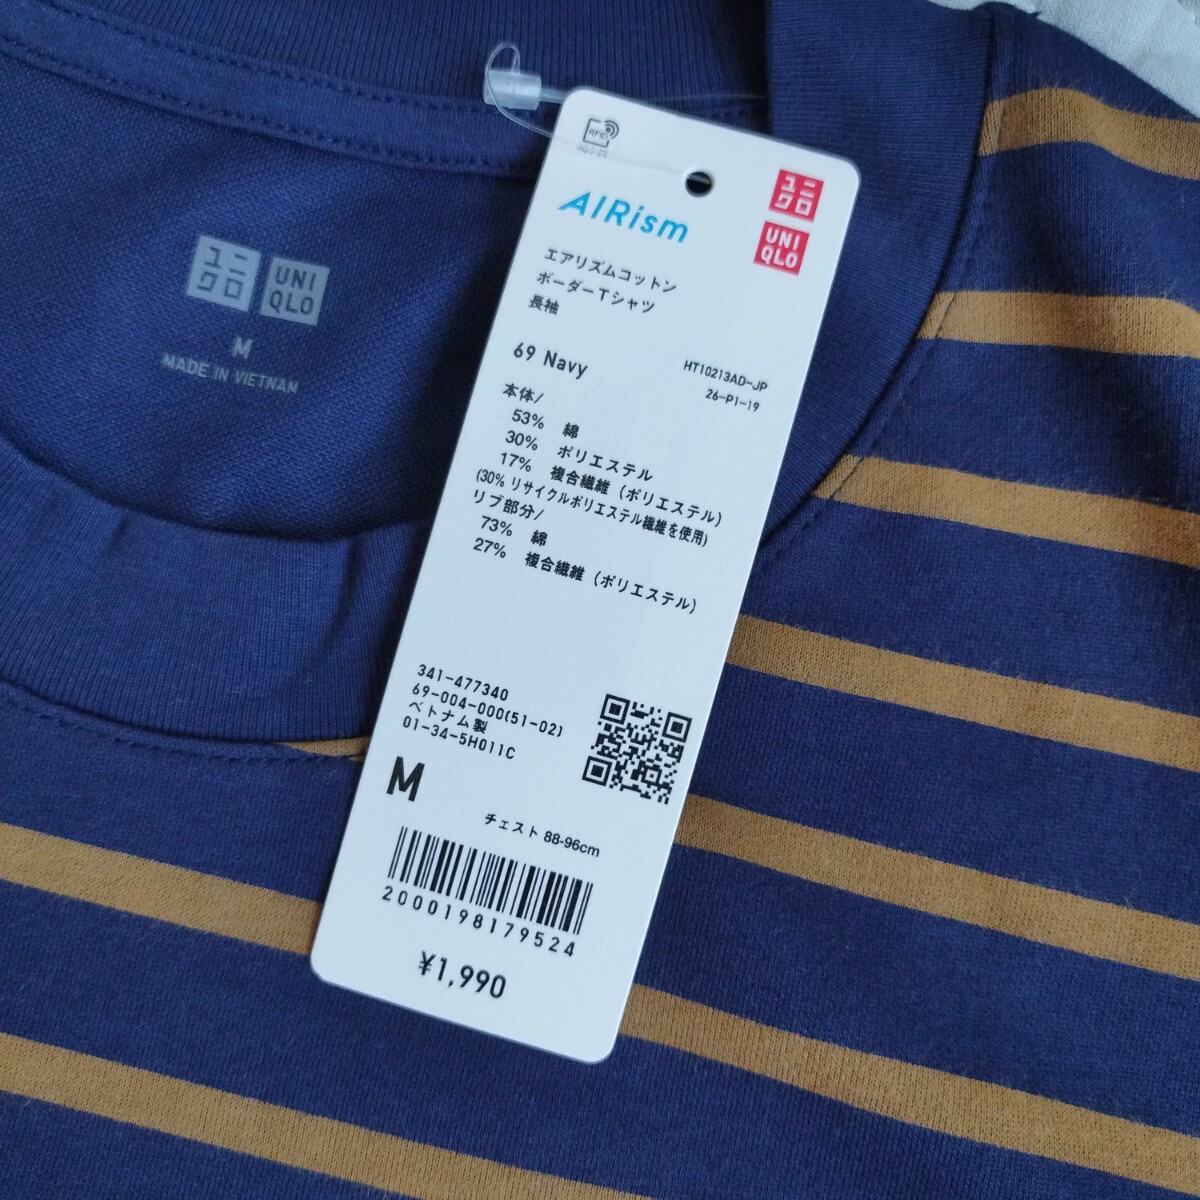 ユニ
クロ
UNI
QLO
M
MADE IN VIETNAM
RFID
AIRism
ユニ
クロ
UNI
QLO
エアリズムコットン
ボーダーTシャツ
長袖
69 Navy
HT10213AD-JP
26-P1-19
本体/
53% 綿
30% ポリエステル
17% 複合繊維 (ポリエステル)
(30% リサイクルポリエステル繊維を使用)
リブ部分/
73% 綿
27% 複合繊維 (ポリエステル)
341-477340
69-004-000(51-02)
ベトナム製
01-34-5H011C
M
チェスト 88-96cm
2000198179524
¥1,990